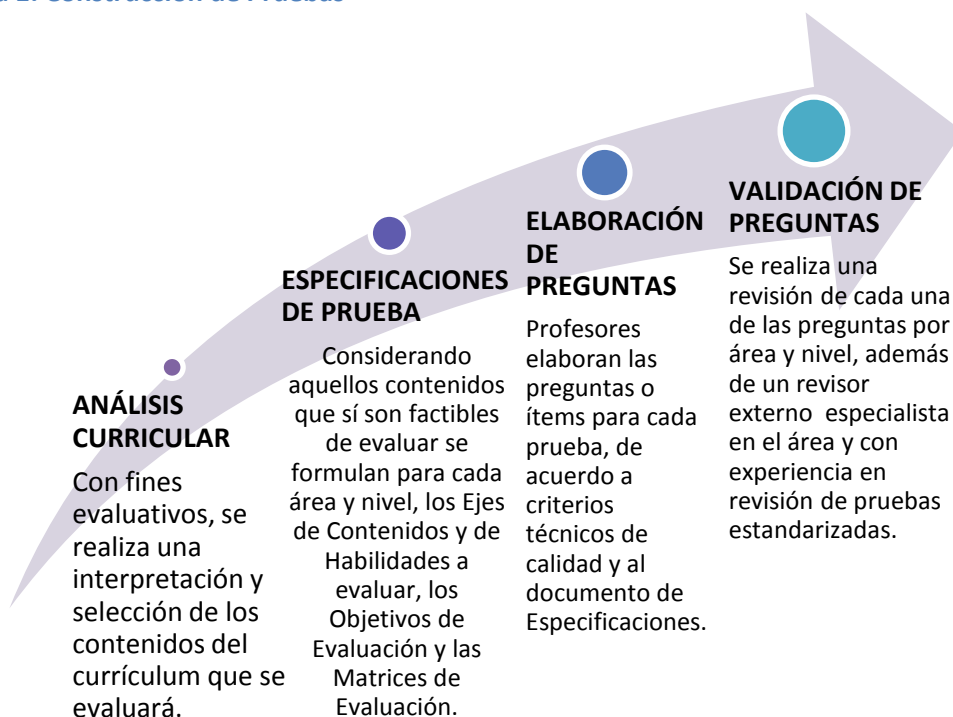 Construcción de Pruebas
ANÁLISIS
CURRICULAR
Con fines
evaluativos, se
realiza una
interpretación y
selección de los
contenidos del
currículum que se
evaluará.
ESPECIFICACIONES
DE PRUEBA
Considerando
aquellos contenidos
que sí son factibles
de evaluar se
formulan para cada
área y nivel, los Ejes
de Contenidos y de
Habilidades a
evaluar, los
Objetivos de
Evaluación y las
Matrices de
Evaluación.
ELABORACIÓN
DE
PREGUNTAS
Profesores
elaboran las
preguntas o
ítems para cada
prueba, de
acuerdo a
criterios
técnicos de
calidad y al
documento de
Especificaciones.
VALIDACIÓN DE
PREGUNTAS
Se realiza una
revisión de cada una
de las preguntas por
área y nivel, además
de un revisor
externo especialista
en el área y con
experiencia en
revisión de pruebas
estandarizadas.